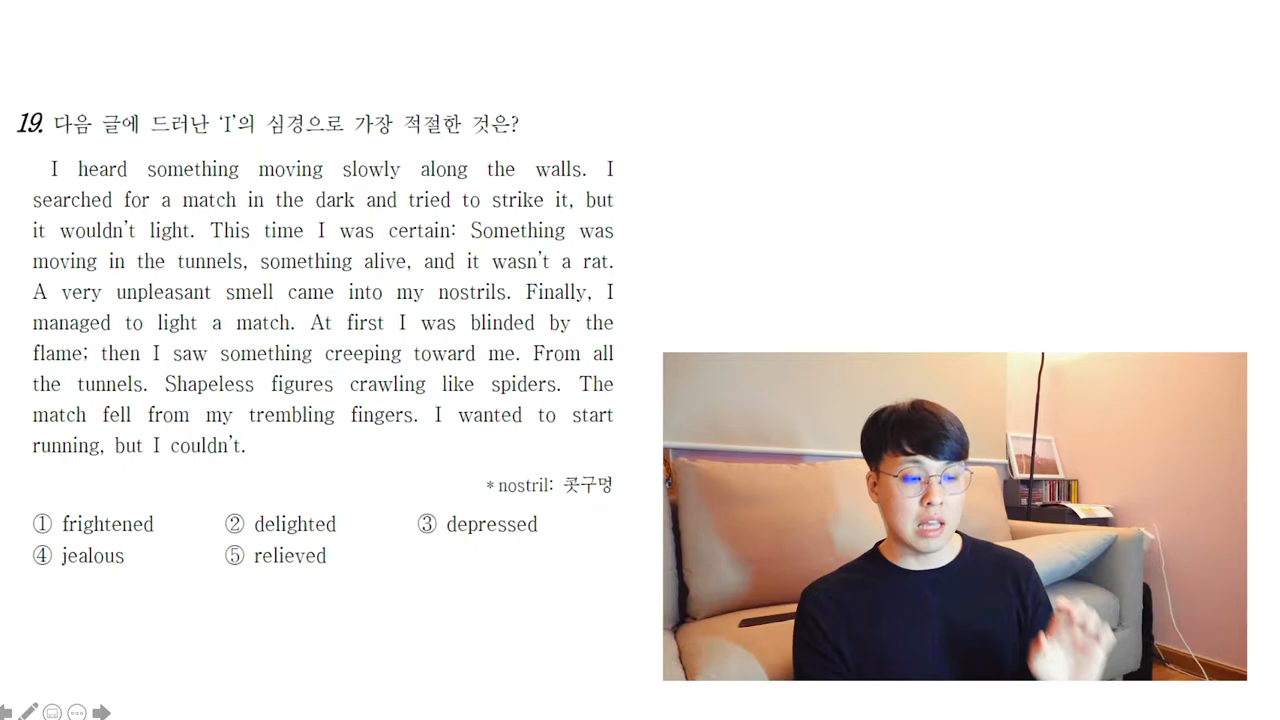 19. 다음 글에 드러난 ‘I’의 심경으로 가장 적절한 것은?
I heard something moving slowly along the walls. I
searched for a match in the dark and tried to strike it, but
it wouldn’t light. This time I was certain: Something was
moving in the tunnels, something alive, and it wasn’t a rat.
A very unpleasant smell came into my nostrils. Finally, I
managed to light a match. At first I was blinded by the
flame; then I saw something creeping toward me. From all
the tunnels. Shapeless figures crawling like spiders. The
match fell from my trembling fingers. I wanted to start
running, but I couldn’t.
* nostril: 콧구멍
① frightened ② delighted ③ depressed
④ jealous ⑤ relieved